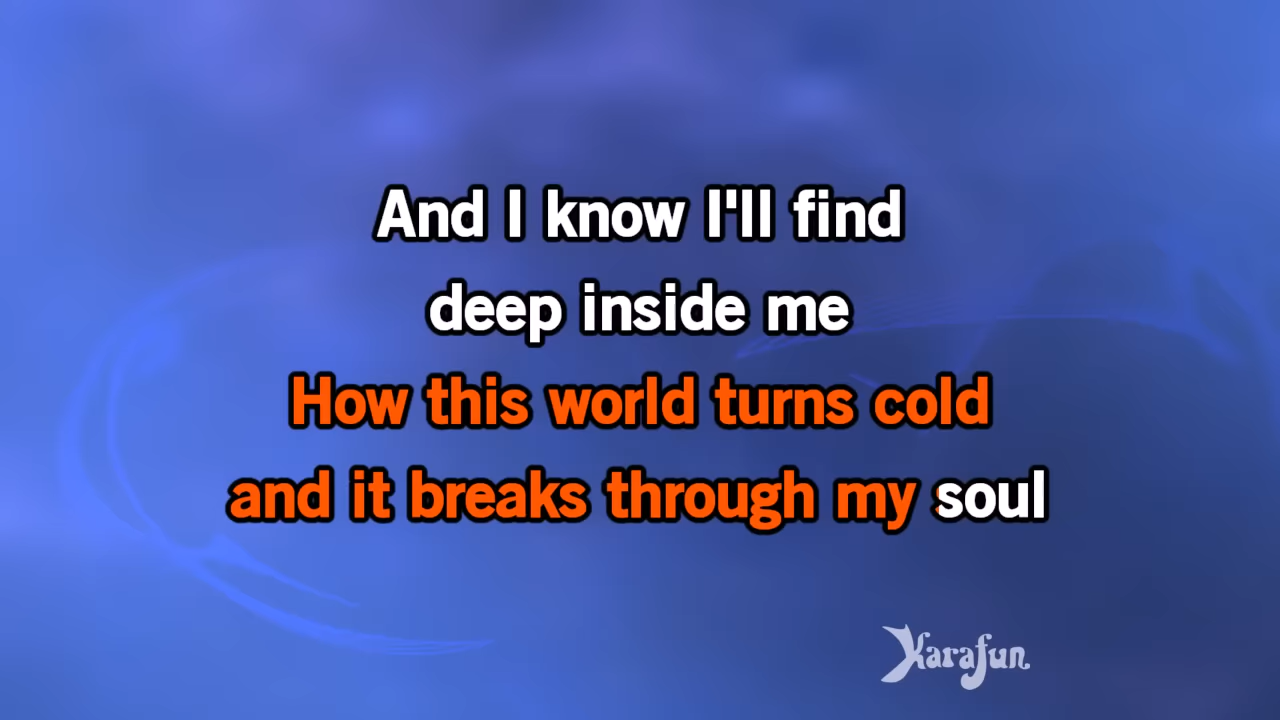 And I know I'll find
deep inside me
How this world turns cold
and it breaks through my soul
Karafun